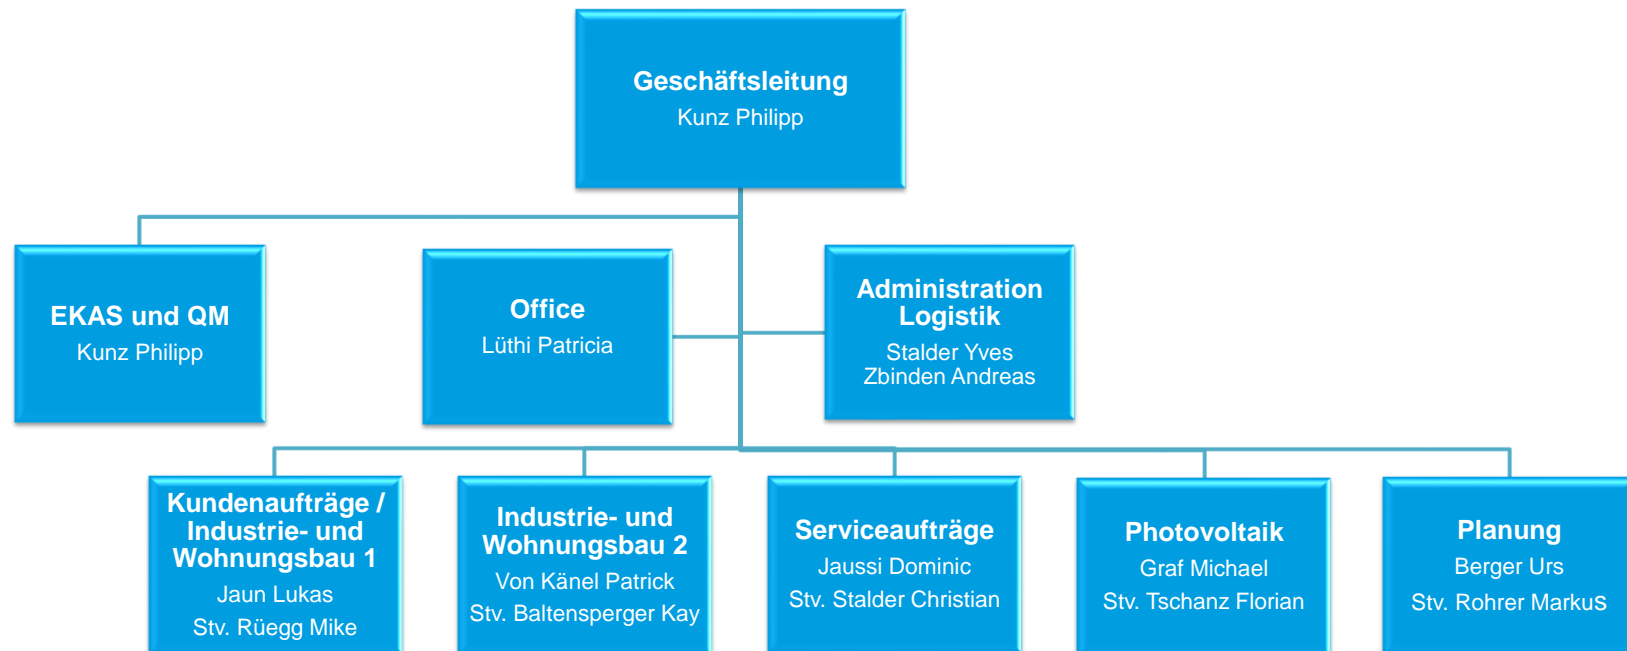 Geschäftsleitung
Kunz Philipp
EKAS und QM
Kunz Philipp
Office
Lüthi Patricia
Administration
Logistik
Stalder Yves
Zbinden Andreas
Kundenaufträge /
Industrie- und
Wohnungsbau 1
Jaun Lukas
Stv. Rüegg Mike
Industrie- und
Wohnungsbau 2
Von Känel Patrick
Stv. Baltensperger Kay
Serviceaufträge
Jaussi Dominic
Stv. Stalder Christian
Photovoltaik
Graf Michael
Stv. Tschanz Florian
Planung
Berger Urs
Stv. Rohrer Markus